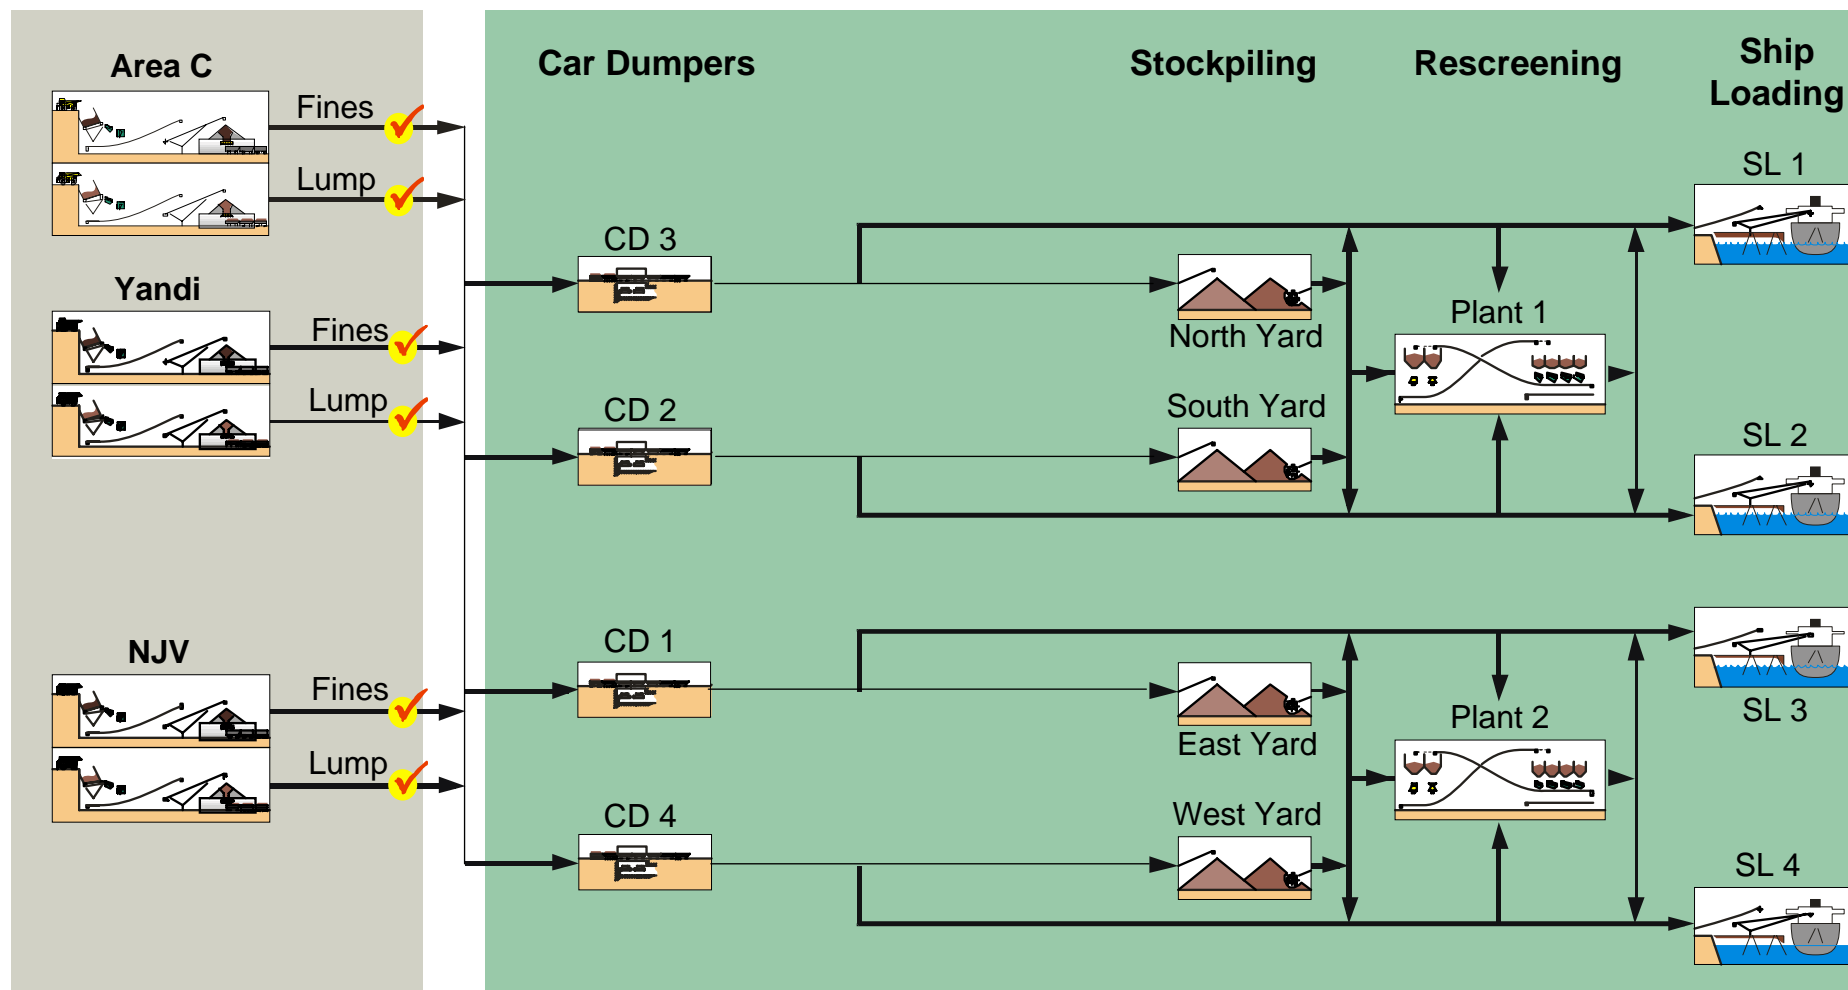 Area C
Fines
Lump
Yandi
Fines
Lump
NJV
Fines
Lump
Car Dumpers
Stockpiling
Rescreening
Ship
Loading
CD 3
CD 2
CD 1
CD 4
North Yard
South Yard
East Yard
West Yard
Plant 1
Plant 2
SL 1
SL 2
SL 3
SL 4